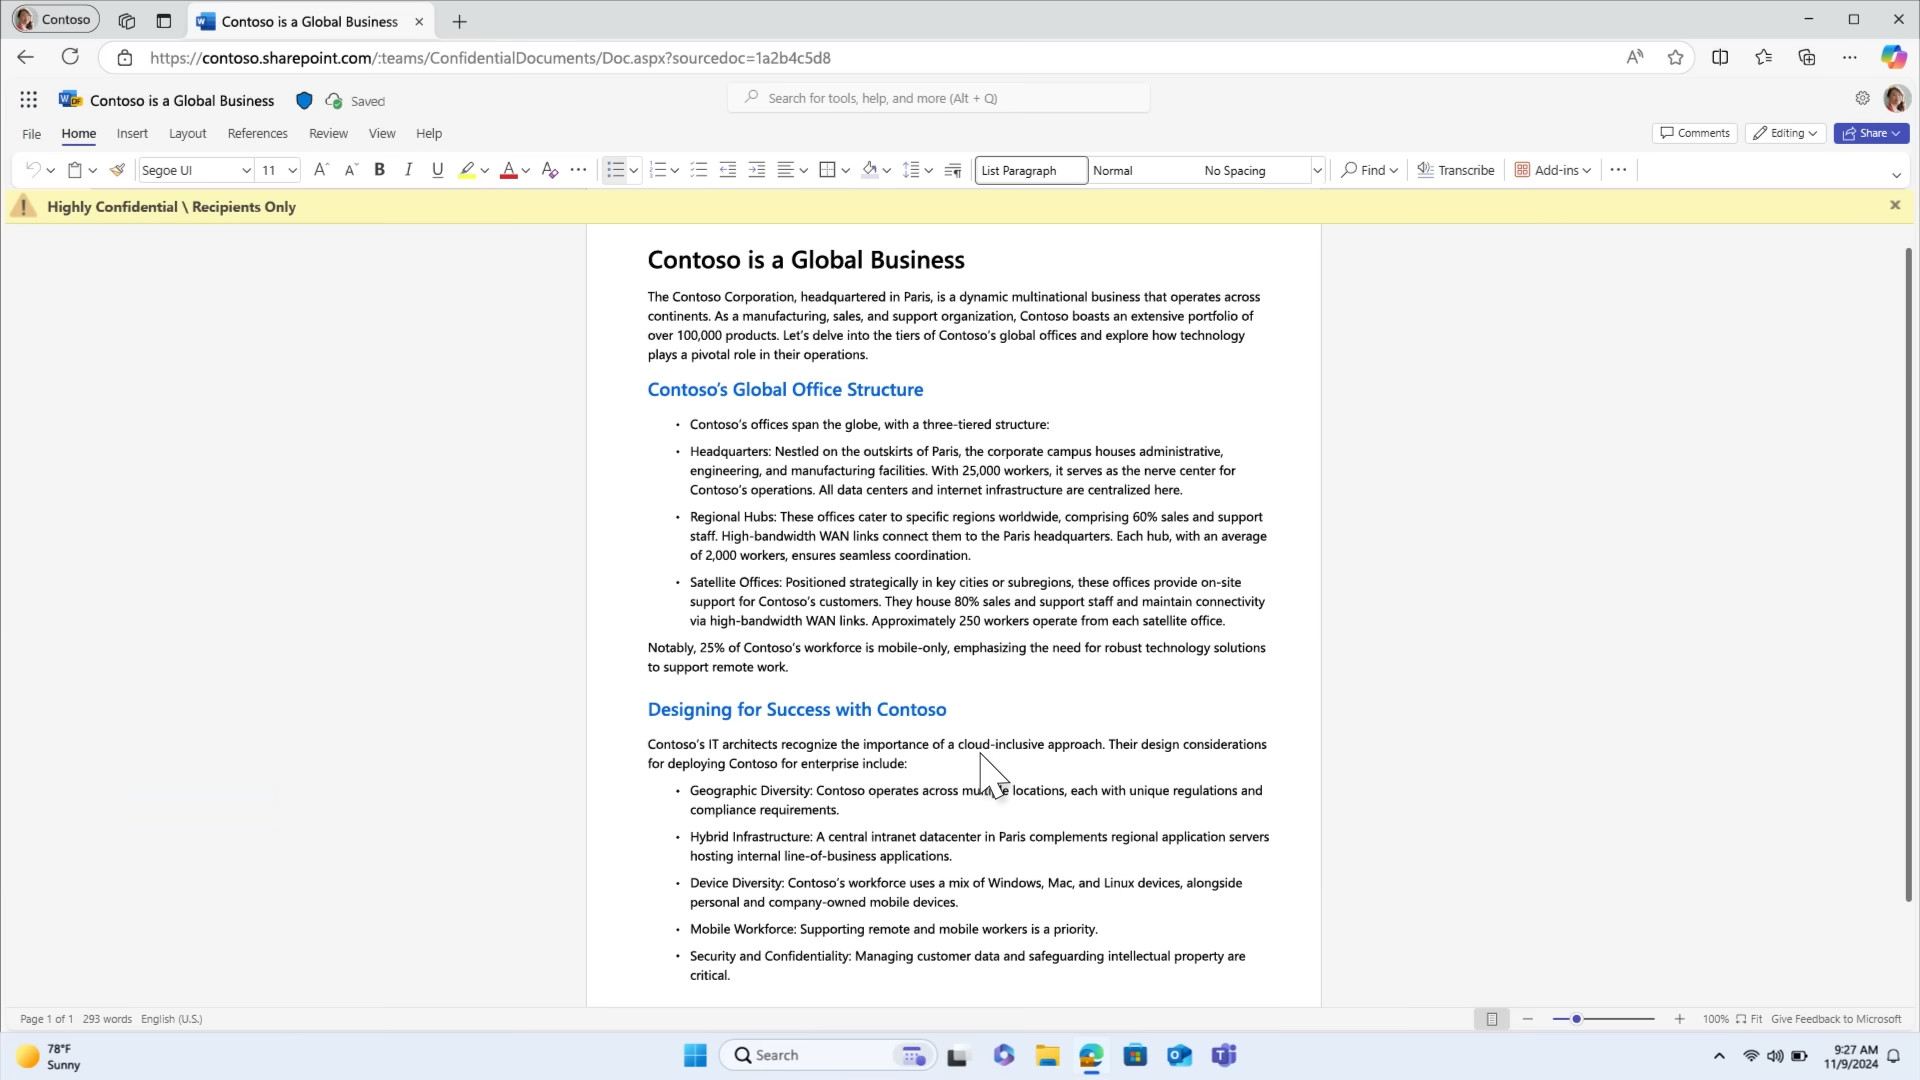 Contoso
Contoso is a Global Business
https://contoso.sharepoint.com/:teams/ConfidentialDocuments/Doc.aspx?sourcedoc=1a2b4c5d8
Contoso is a Global Business Saved
Search for tools, help, and more (Alt + Q)
File Home Insert Layout References Review View Help
Comments Editing Share
Segoe UI 11 B I U A List Paragraph Normal No Spacing Find Transcribe Add-ins
Highly Confidential \ Recipients Only
Contoso is a Global Business
The Contoso Corporation, headquartered in Paris, is a dynamic multinational business that operates across
continents. As a manufacturing, sales, and support organization, Contoso boasts an extensive portfolio of
over 100,000 products. Let's delve into the tiers of Contoso's global offices and explore how technology
plays a pivotal role in their operations.
Contoso's Global Office Structure
• Contoso's offices span the globe, with a three-tiered structure:
• Headquarters: Nestled on the outskirts of Paris, the corporate campus houses administrative,
engineering, and manufacturing facilities. With 25,000 workers, it serves as the nerve center for
Contoso's operations. All data centers and internet infrastructure are centralized here.
• Regional Hubs: These offices cater to specific regions worldwide, comprising 60% sales and support
staff. High-bandwidth WAN links connect them to the Paris headquarters. Each hub, with an average
of 2,000 workers, ensures seamless coordination.
• Satellite Offices: Positioned strategically in key cities or subregions, these offices provide on-site
support for Contoso's customers. They house 80% sales and support staff and maintain connectivity
via high-bandwidth WAN links. Approximately 250 workers operate from each satellite office.
Notably, 25% of Contoso's workforce is mobile-only, emphasizing the need for robust technology solutions
to support remote work.
Designing for Success with Contoso
Contoso's IT architects recognize the importance of a cloud-inclusive approach. Their design considerations
for deploying Contoso for enterprise include:
• Geographic Diversity: Contoso operates across multiple locations, each with unique regulations and
compliance requirements.
• Hybrid Infrastructure: A central intranet datacenter in Paris complements regional application servers
hosting internal line-of-business applications.
• Device Diversity: Contoso's workforce uses a mix of Windows, Mac, and Linux devices, alongside
personal and company-owned mobile devices.
• Mobile Workforce: Supporting remote and mobile workers is a priority.
• Security and Confidentiality: Managing customer data and safeguarding intellectual property are
critical.
Page 1 of 1 293 words English (U.S.)
100% Fit Give Feedback to Microsoft
78°F
Sunny
Search
9:27 AM
11/9/2024